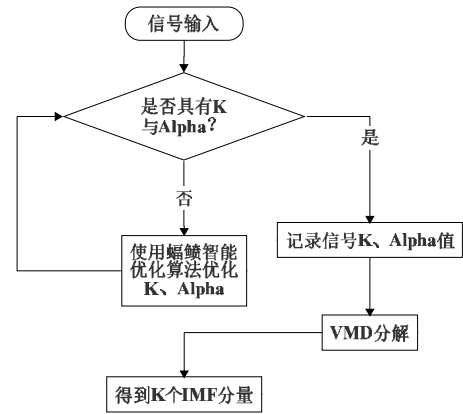 信号输入
是否具有K
与Alpha?
是
否
使用蝠鲼智能
优化算法优化
K、Alpha
记录信号K、Alpha值
VMD分解
得到K个IMF分量